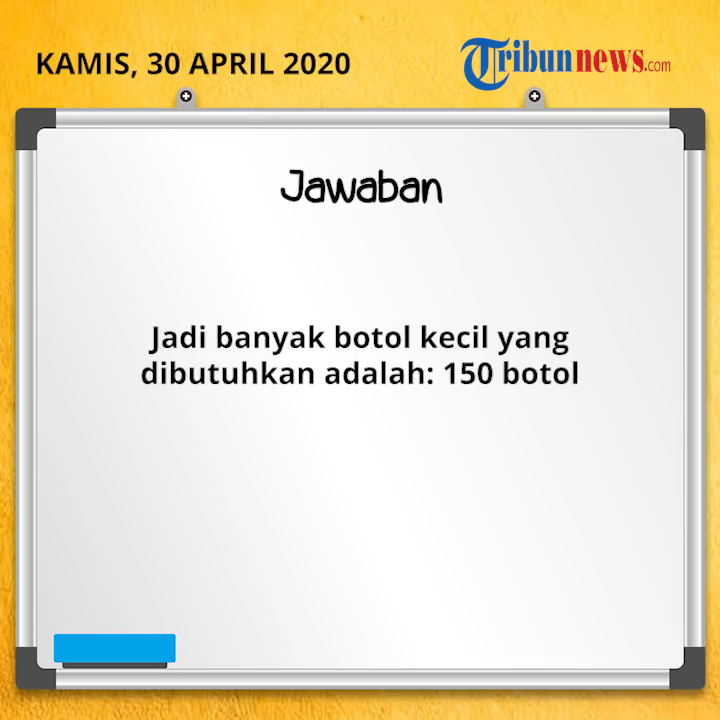 KAMIS, 30 APRIL 2020
Tribunnews.com
Jawaban
Jadi banyak botol kecil yang
dibutuhkan adalah: 150 botol